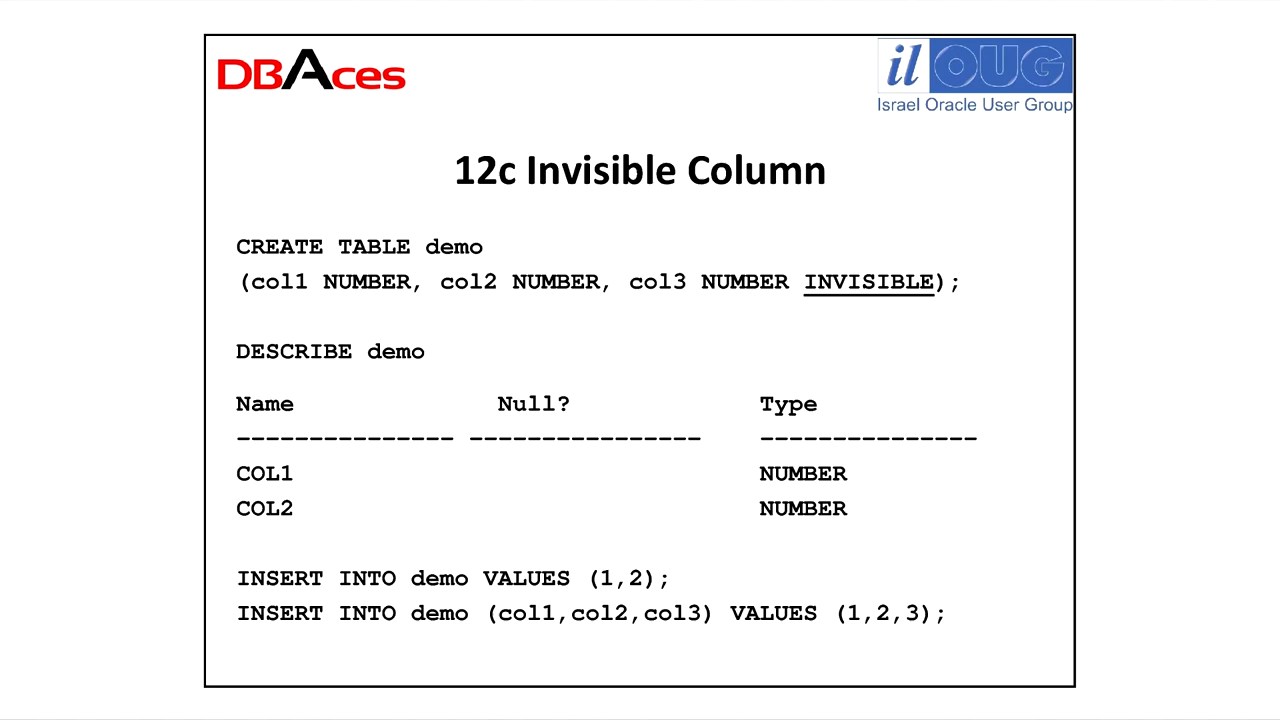 DBAces
il OUG
Israel Oracle User Group
12c Invisible Column
CREATE TABLE demo
(col1 NUMBER, col2 NUMBER, col3 NUMBER INVISIBLE);
DESCRIBE demo
Name Null? Type
--------------- ---------------- ---------------
COL1 NUMBER
COL2 NUMBER
INSERT INTO demo VALUES (1,2);
INSERT INTO demo (col1,col2,col3) VALUES (1,2,3);